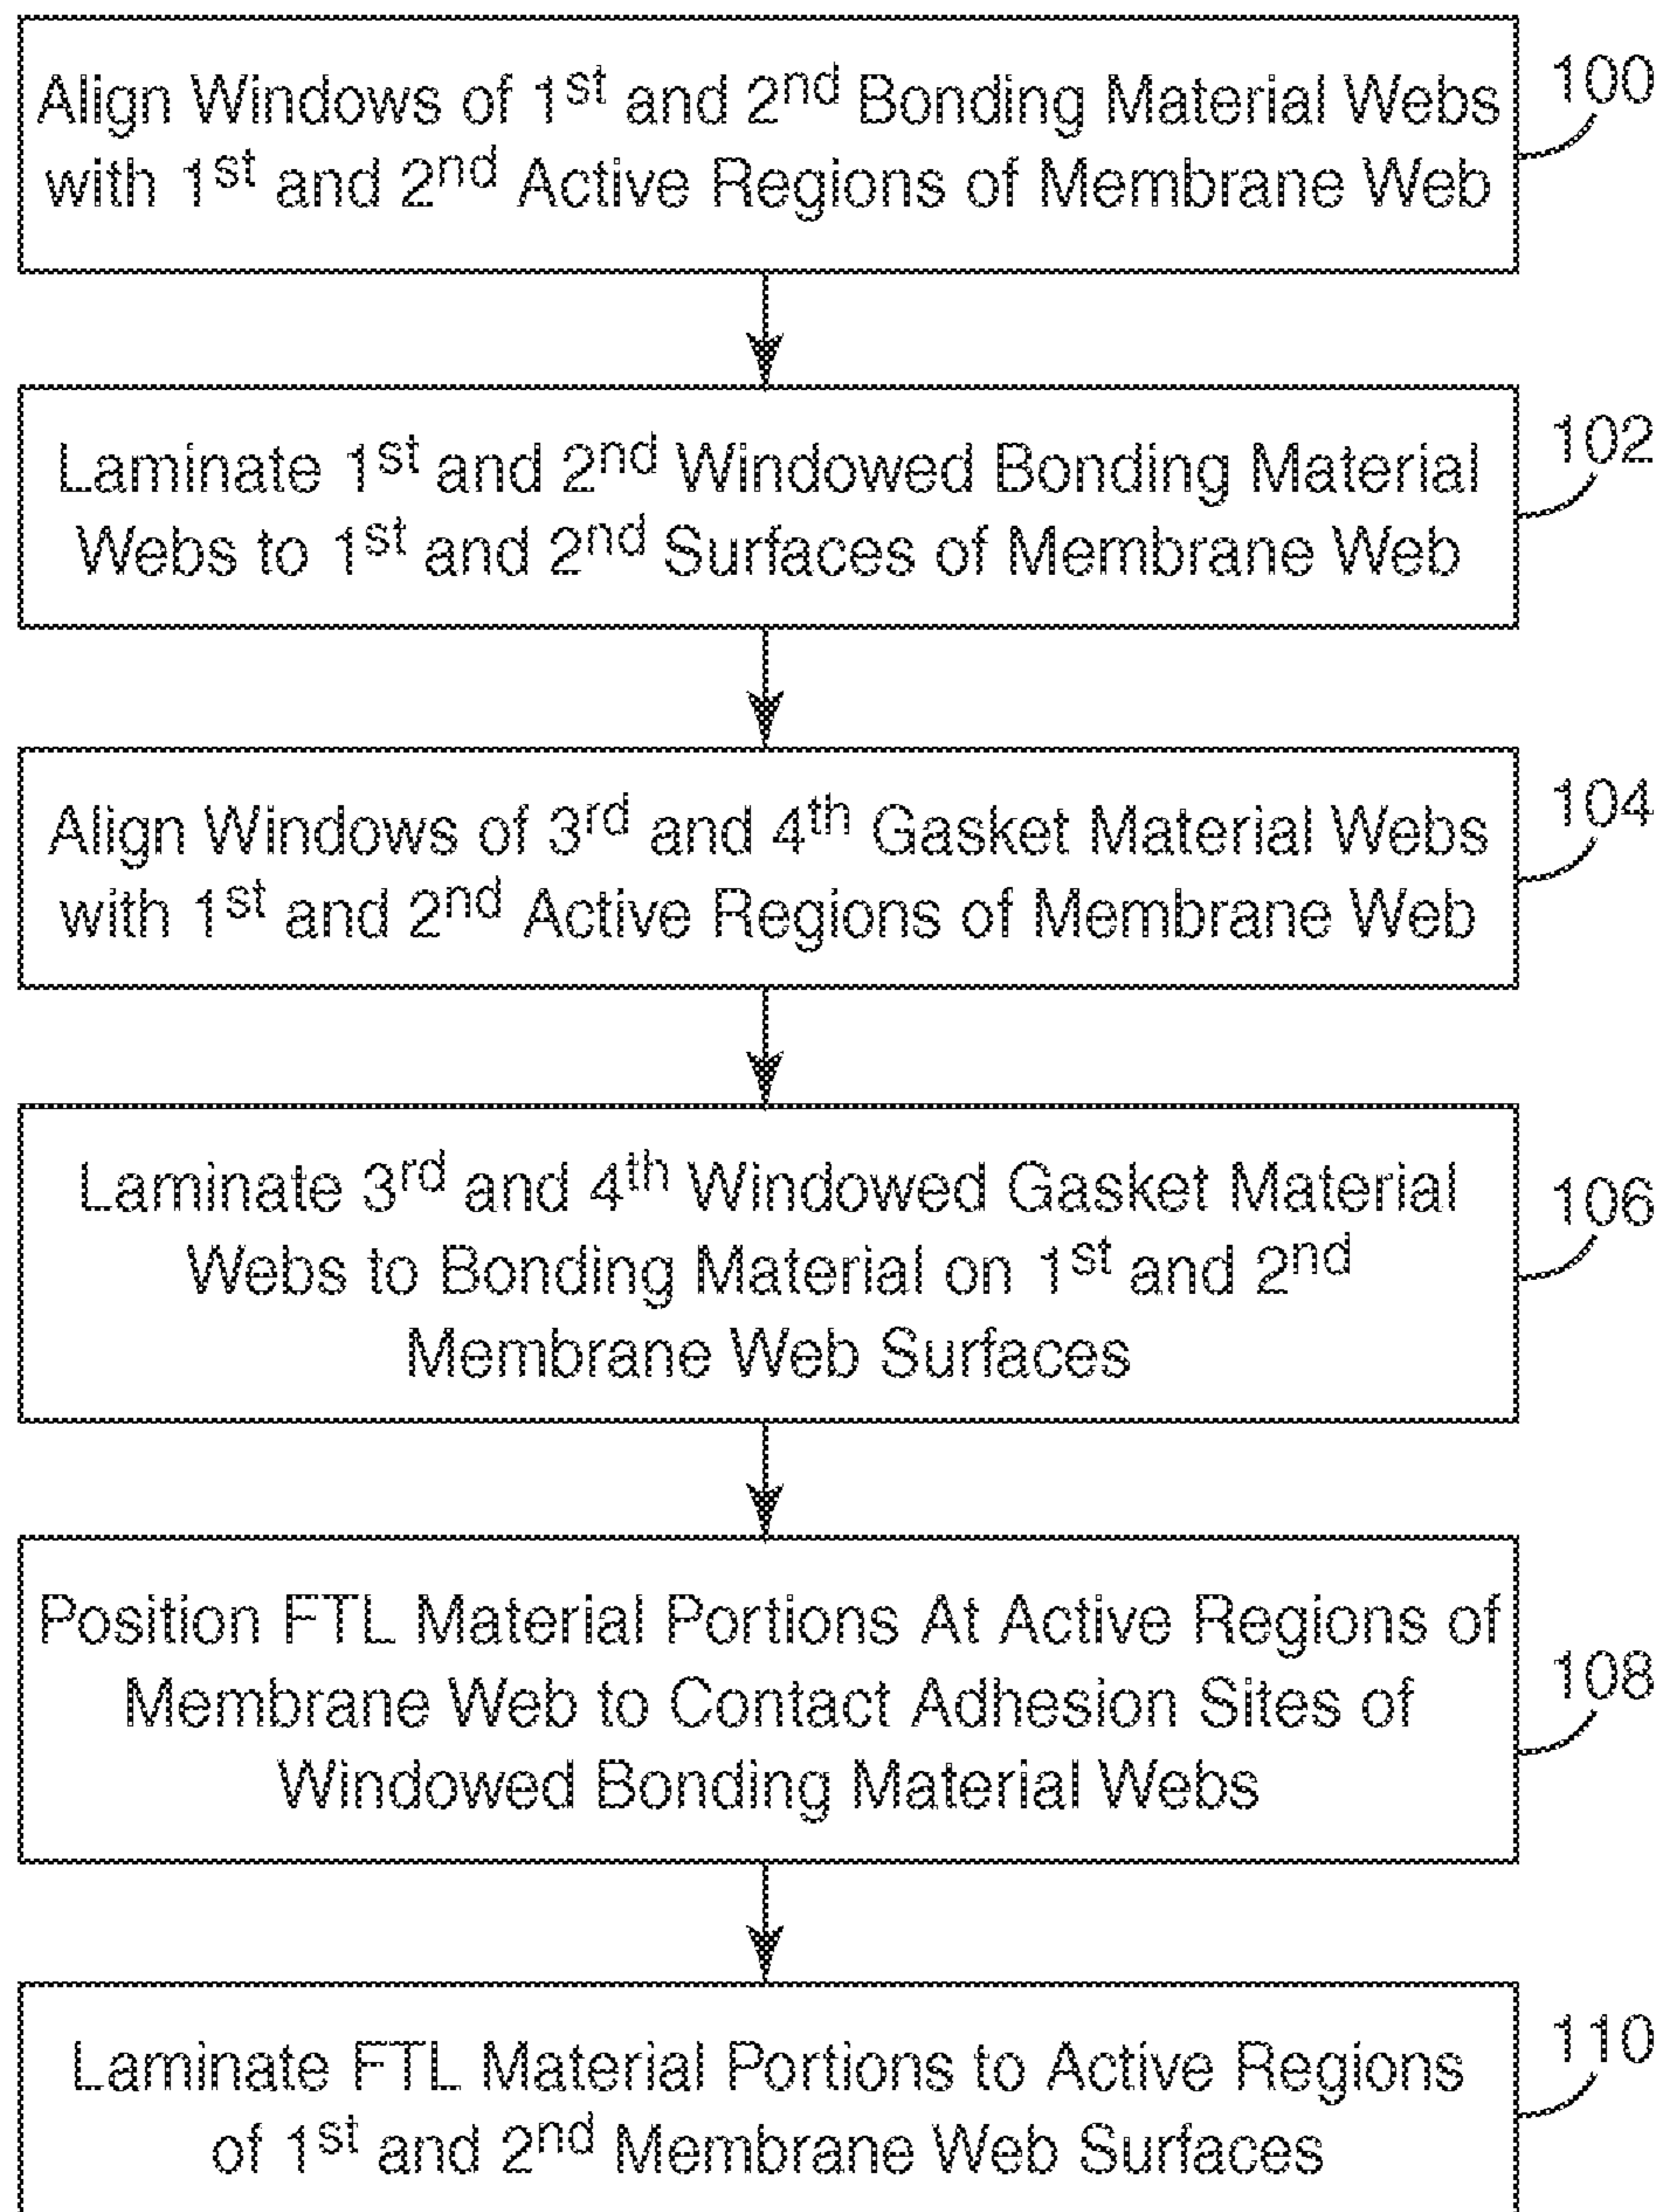 Align Windows of 1st and 2nd Bonding Material Webs
with 1st and 2nd Active Regions of Membrane Web
100
Laminate 1st and 2nd Windowed Bonding Material
Webs to 1st and 2nd Surfaces of Membrane Web
102
Align Windows of 3rd and 4th Gasket Material Webs
with 1st and 2nd Active Regions of Membrane Web
104
Laminate 3rd and 4th Windowed Gasket Material
Webs to Bonding Material on 1st and 2nd
Membrane Web Surfaces
106
Position FTL Material Portions At Active Regions of
Membrane Web to Contact Adhesion Sites of
Windowed Bonding Material Webs
108
Laminate FTL Material Portions to Active Regions
of 1st and 2nd Membrane Web Surfaces
110